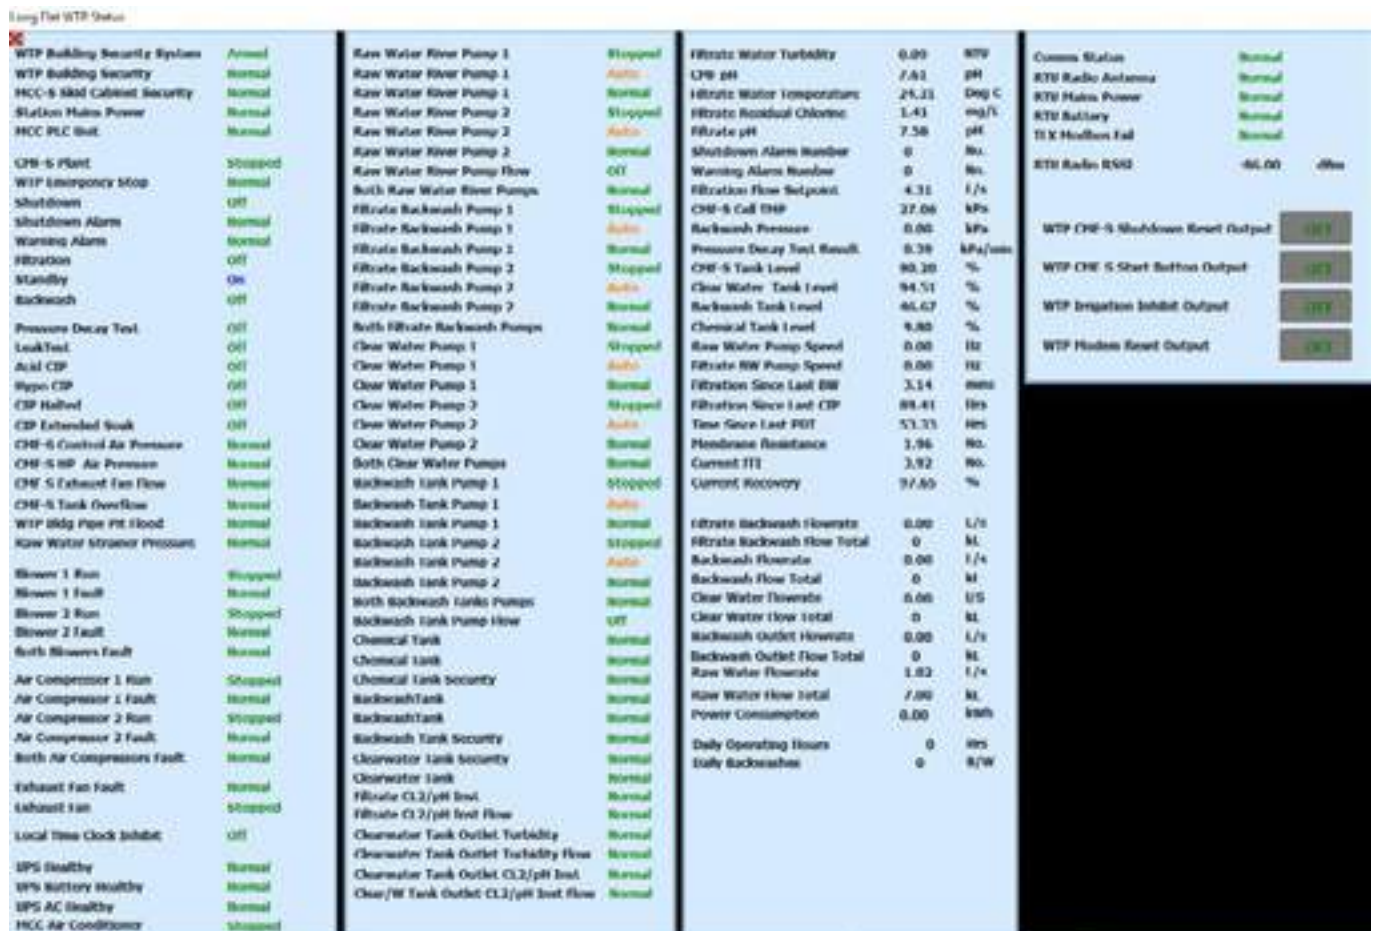 Long Flat WTP Status
WTP Building Security System Armed
WTP Building Security Normal
MCC-S Skid Cabinet Security Normal
Station Mains Power Normal
MCC PLC Unit Normal
CMF-S Plant Stopped
WTP Emergency Stop Normal
Shutdown Off
Shutdown Alarm Normal
Warning Alarm Normal
Filtration Off
Standby On
Backwash Off
Pressure Decay Test Off
LeakTest Off
Acid CIP Off
Hypo CIP Off
CIP Halted Off
CIP Extended Soak Off
CMF-S Control Air Pressure Normal
CMF-S HP Air Pressure Normal
CMF-S Exhaust Fan Flow Normal
CMF-S Tank Overflow Normal
WTP Bldg Pipe Pit Flood Normal
Raw Water Strainer Pressure Normal
Blower 1 Run Stopped
Blower 1 Fault Normal
Blower 2 Run Stopped
Blower 2 Fault Normal
Both Blowers Fault Normal
Air Compressor 1 Run Stopped
Air Compressor 1 Fault Normal
Air Compressor 2 Run Stopped
Air Compressor 2 Fault Normal
Both Air Compressors Fault Normal
Exhaust Fan Fault Normal
Exhaust Fan Stopped
Local Time Clock Inhibit Off
UPS Healthy Normal
UPS Battery Healthy Normal
UPS AC Healthy Normal
MCC Air Conditioner Stopped
Raw Water River Pump 1 Stopped
Raw Water River Pump 1 Auto
Raw Water River Pump 1 Normal
Raw Water River Pump 2 Stopped
Raw Water River Pump 2 Auto
Raw Water River Pump 2 Normal
Raw Water River Pump Flow Off
Both Raw Water River Pumps Normal
Filtrate Backwash Pump 1 Stopped
Filtrate Backwash Pump 1 Auto
Filtrate Backwash Pump 1 Normal
Filtrate Backwash Pump 2 Stopped
Filtrate Backwash Pump 2 Auto
Filtrate Backwash Pump 2 Normal
Both Filtrate Backwash Pumps Normal
Clear Water Pump 1 Stopped
Clear Water Pump 1 Auto
Clear Water Pump 1 Normal
Clear Water Pump 2 Stopped
Clear Water Pump 2 Auto
Clear Water Pump 2 Normal
Both Clear Water Pumps Normal
Backwash Tank Pump 1 Stopped
Backwash Tank Pump 1 Auto
Backwash Tank Pump 1 Normal
Backwash Tank Pump 2 Stopped
Backwash Tank Pump 2 Auto
Backwash Tank Pump 2 Normal
Both Backwash Tanks Pumps Normal
Backwash Tank Pump Flow Off
Chemical Tank Normal
Chemical Tank Normal
Chemical Tank Security Normal
BackwashTank Normal
BackwashTank Normal
Backwash Tank Security Normal
Clearwater Tank Security Normal
Clearwater Tank Normal
Filtrate CL2/pH Inst. Normal
Filtrate CL2/pH Inst Flow Normal
Clearwater Tank Outlet Turbidity Normal
Clearwater Tank Outlet Turbidity Flow Normal
Clearwater Tank Outlet CL2/pH Inst. Normal
Clear/W Tank Outlet CL2/pH Inst Flow Normal
Filtrate Water Turbidity NTU
CMF pH 7.61 pH
Filtrate Water Temperature Deg C
Filtrate Residual Chlorine 1.41 mg/L
Filtrate pH 7.58 pH
Shutdown Alarm Number 0 No.
Warning Alarm Number 0 No.
Filtration Flow Setpoint 4.31 L/s
CMF-S Cell TMP 27.06 kPa
Backwash Pressure 0.00 kPa
Pressure Decay Test Result 0.39 kPa/min
CMF-S Tank Level 80.20 %
Clear Water Tank Level 94.51 %
Backwash Tank Level 46.67 %
Chemical Tank Level 9.80 %
Raw Water Pump Speed 0.00 Hz
Filtrate BW Pump Speed 0.00 Hz
Filtration Since Last BW 3.14 mins
Filtration Since Last CIP 89.41 Hrs
Time Since Last PDT 53.33 Hrs
Membrane Resistance 1.96 No.
Current 3.92 No.
Current Recovery 97.65 %
Filtrate Backwash Flowrate 0.00 L/s
Filtrate Backwash Flow Total 0 kL
Backwash Flowrate 0.00 L/s
Backwash Flow Total 0 kl
Clear Water Flowrate 0.00 L/S
Clear Water Flow Total 0 kL
Backwash Outlet Flowrate 0.00 L/s
Backwash Outlet Flow Total 0 kL
Raw Water Flowrate 1.02 L/s
Raw Water Flow Total 7.00 kL
Power Consumption 0.00 kWh
Daily Operating Hours 0 Hrs
Daily Backwashes 0 B/W
Comms Status Normal
RTU Radio Antenna Normal
RTU Mains Power Normal
RTU Battery Normal
TLX Modbus Fail Normal
RTU Radio RSSI -66.00 dBm
WTP CMF-S Shutdown Reset Output OFF
WTP CMF-S Start Button Output OFF
WTP Irrigation Inhibit Output OFF
WTP Modem Reset Output OFF